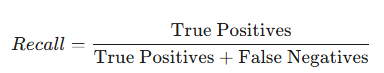 Recall = True Positives / True Positives + False Negatives